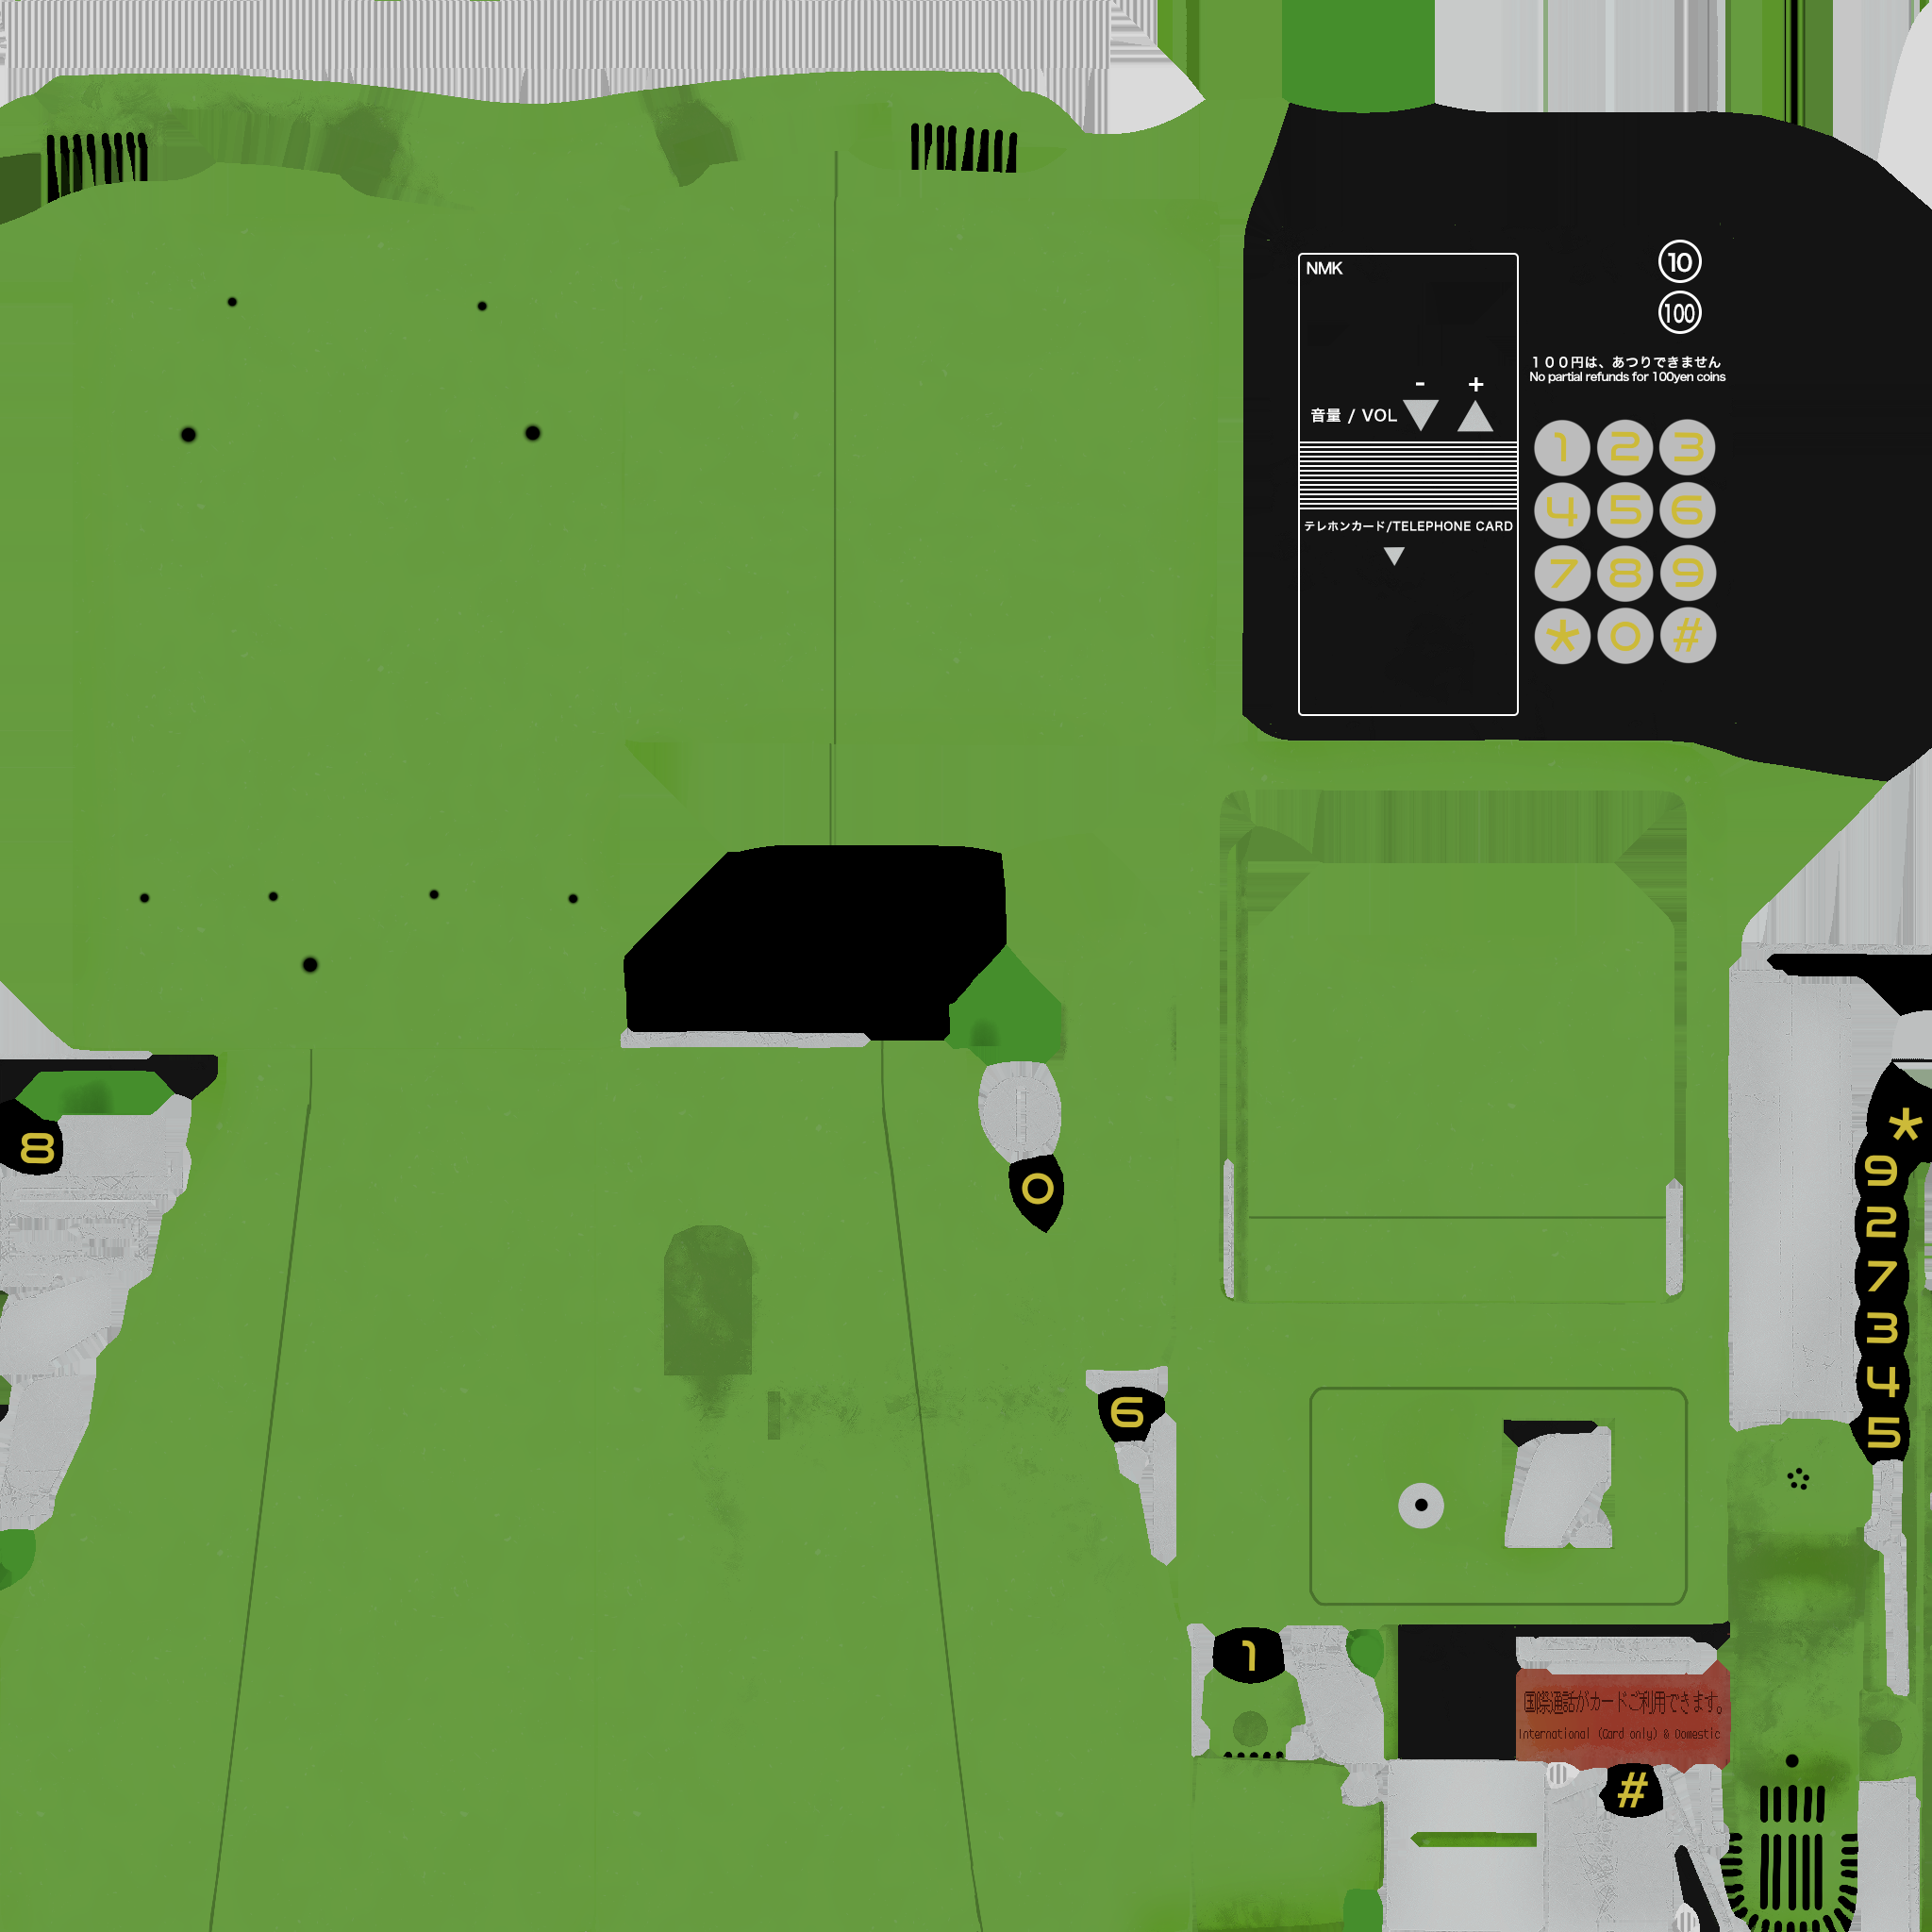 NMK
10
100
100円は、あつりできません
No partial refunds for 100yen coins
- +
音量 / VOL
1 2 3
4 5 6
7 8 9
* 0 #
テレホンカード/TELEPHONE CARD
8
*
9
0
2
7
3
4
6
5
1
国際通話がカードご利用できます。
International (Card only) & Domestic
#